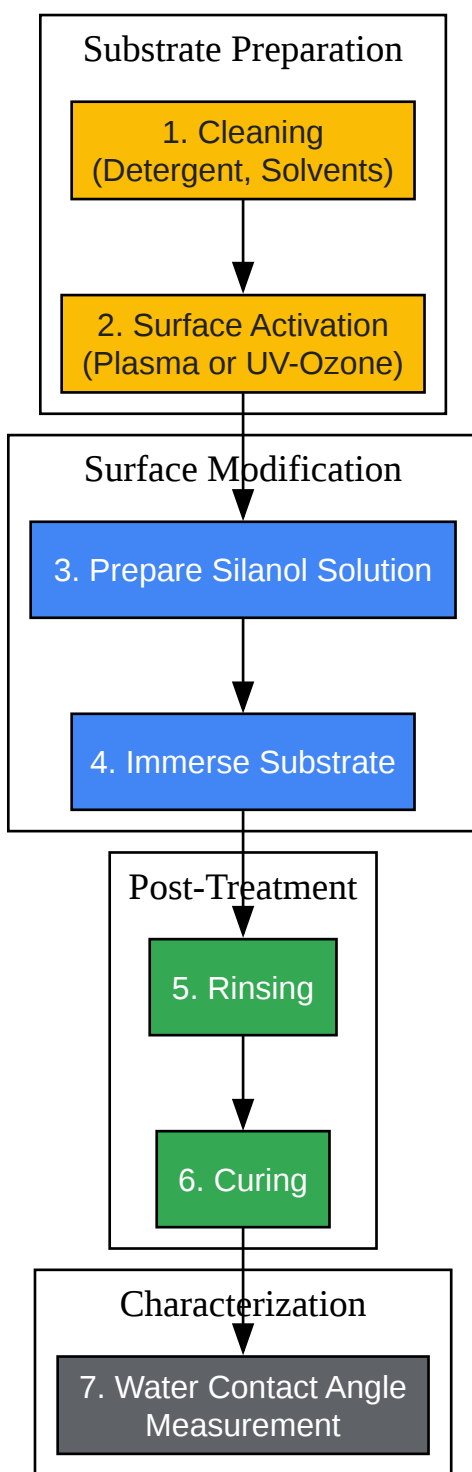 Substrate Preparation
1. Cleaning
(Detergent, Solvents)
2. Surface Activation
(Plasma or UV-Ozone)
Surface Modification
3. Prepare Silanol Solution
4. Immerse Substrate
Post-Treatment
5. Rinsing
6. Curing
Characterization
7. Water Contact Angle
Measurement